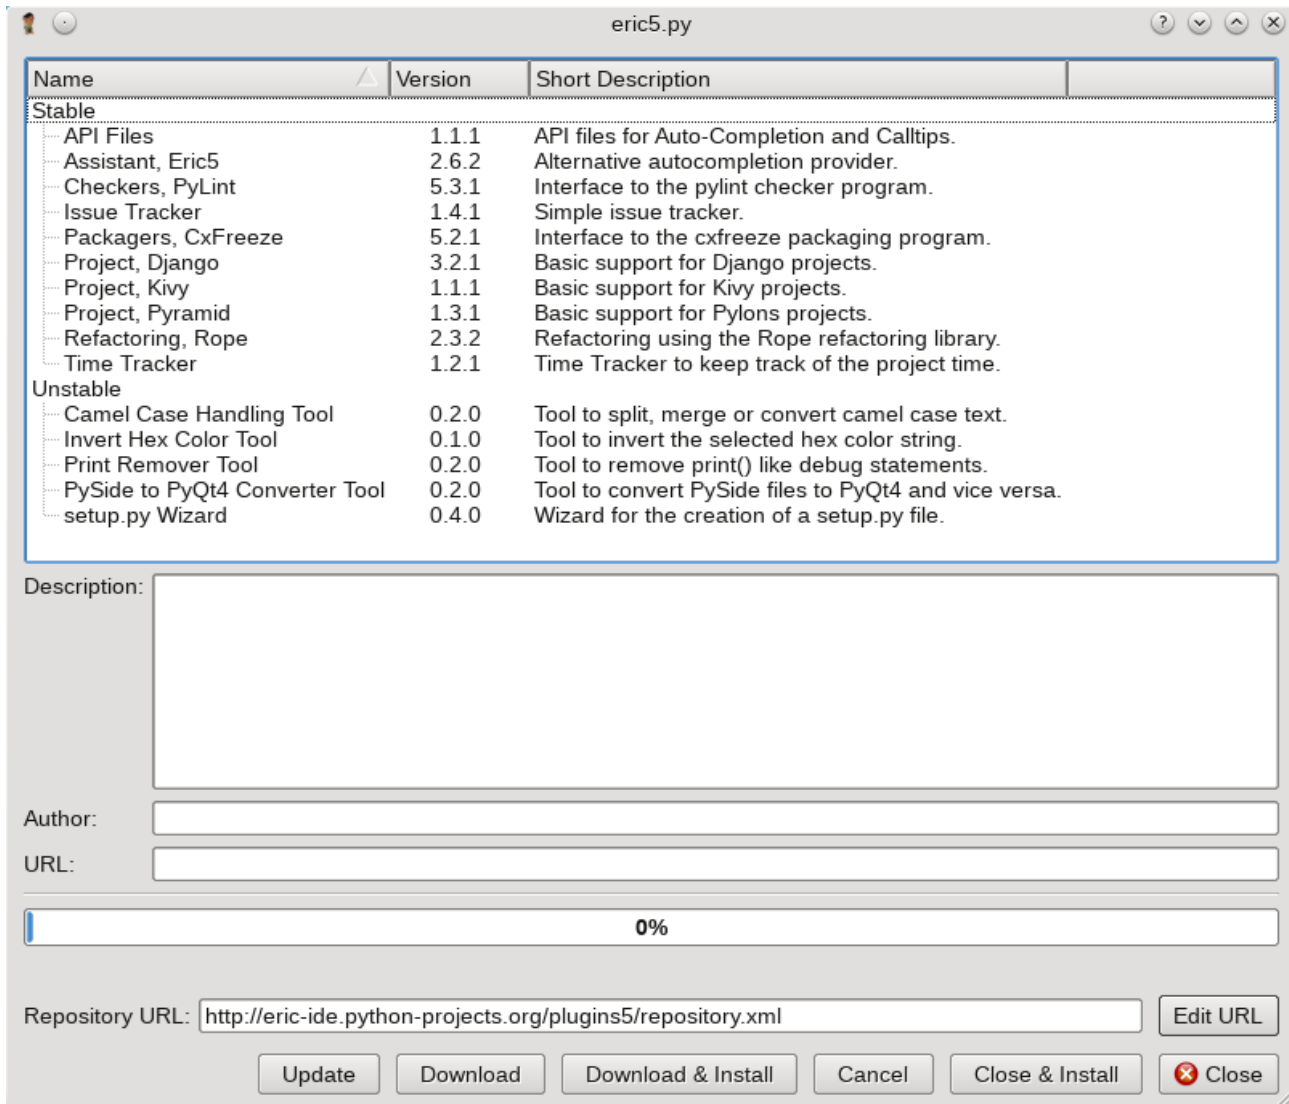 eric5.py
Name Version Short Description
Stable
API Files 1.1.1 API files for Auto-Completion and Calltips.
Assistant, Eric5 2.6.2 Alternative autocompletion provider.
Checkers, PyLint 5.3.1 Interface to the pylint checker program.
Issue Tracker 1.4.1 Simple issue tracker.
Packagers, CxFreeze 5.2.1 Interface to the cxfreeze packaging program.
Project, Django 3.2.1 Basic support for Django projects.
Project, Kivy 1.1.1 Basic support for Kivy projects.
Project, Pyramid 1.3.1 Basic support for Pylons projects.
Refactoring, Rope 2.3.2 Refactoring using the Rope refactoring library.
Time Tracker 1.2.1 Time Tracker to keep track of the project time.
Unstable
Camel Case Handling Tool 0.2.0 Tool to split, merge or convert camel case text.
Invert Hex Color Tool 0.1.0 Tool to invert the selected hex color string.
Print Remover Tool 0.2.0 Tool to remove print() like debug statements.
PySide to PyQt4 Converter Tool 0.2.0 Tool to convert PySide files to PyQt4 and vice versa.
setup.py Wizard 0.4.0 Wizard for the creation of a setup.py file.
Description:
Author:
URL:
0%
Repository URL: http://eric-ide.python-projects.org/plugins5/repository.xml Edit URL
Update Download Download & Install Cancel Close & Install Close